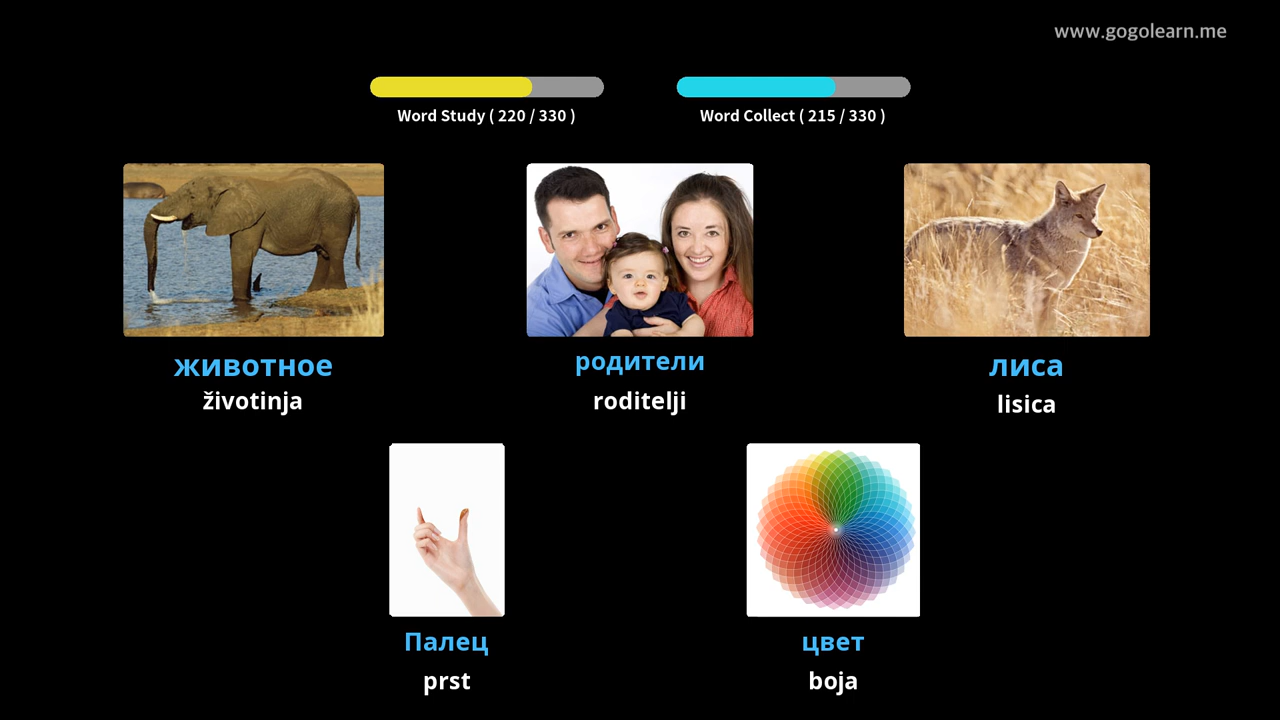 www.gogolearn.me
Word Study ( 220 / 330 )
Word Collect ( 215 / 330 )
животное
životinja
родители
roditelji
лиса
lisica
Палец
prst
цвет
boja